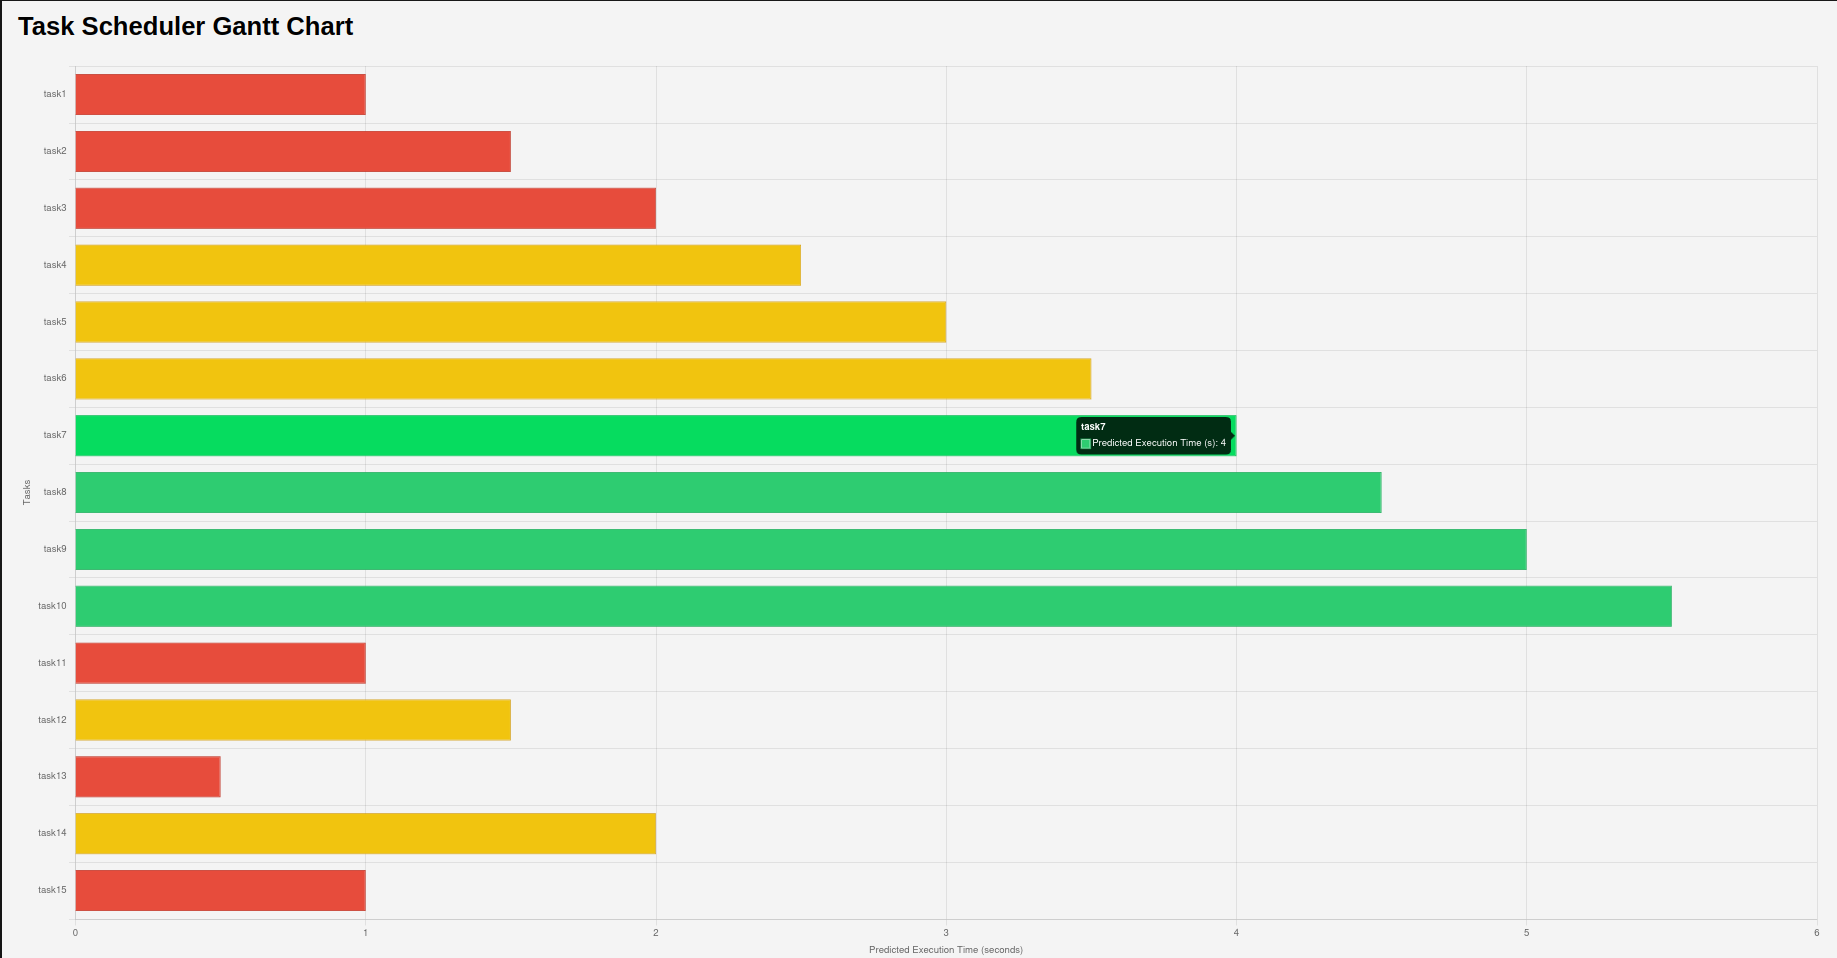 Task Scheduler Gantt Chart
task1
task2
task3
task4
task5
task6
task7
task7
Predicted Execution Time (s): 4
Tasks
task8
task9
task10
task11
task12
task13
task14
task15
0 1 2 3 4 5 6
Predicted Execution Time (seconds)